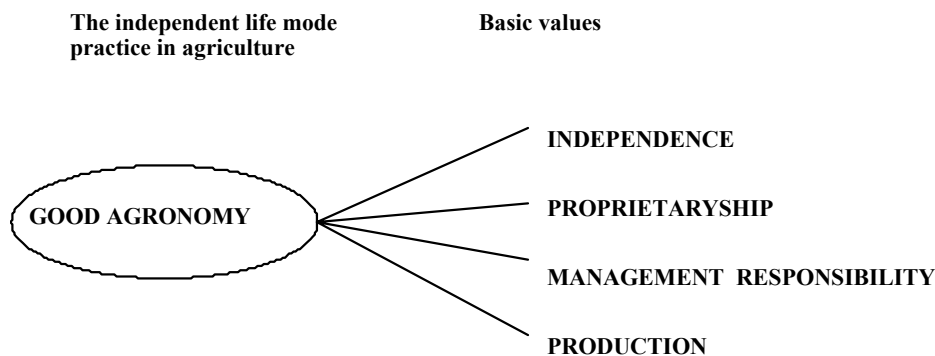 The independent life mode
practice in agriculture
Basic values
INDEPENDENCE
GOOD AGRONOMY
PROPRIETARYSHIP
MANAGEMENT RESPONSIBILITY
PRODUCTION